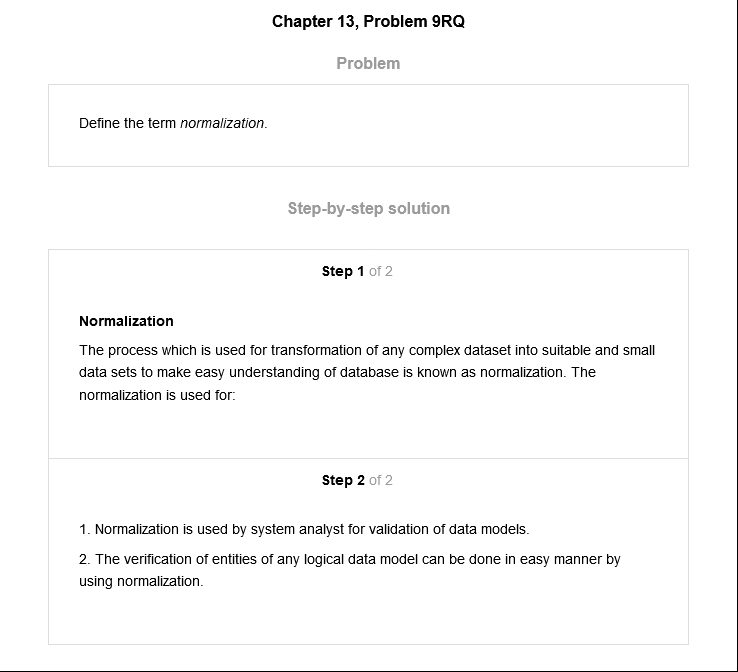 Chapter 13, Problem 9RQ
Problem
Define the term normalization.
Step-by-step solution
Step 1 of 2
Normalization
The process which is used for transformation of any complex dataset into suitable and small
data sets to make easy understanding of database is known as normalization. The
normalization is used for:
Step 2 of 2
1. Normalization is used by system analyst for validation of data models.
2. The verification of entities of any logical data model can be done in easy manner by
using normalization.